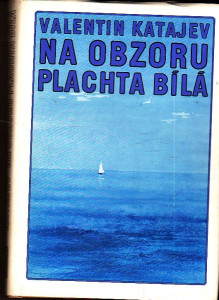 VALENTIN KATAJEV
NA OBZORU
PLACHTA BÍLÁ